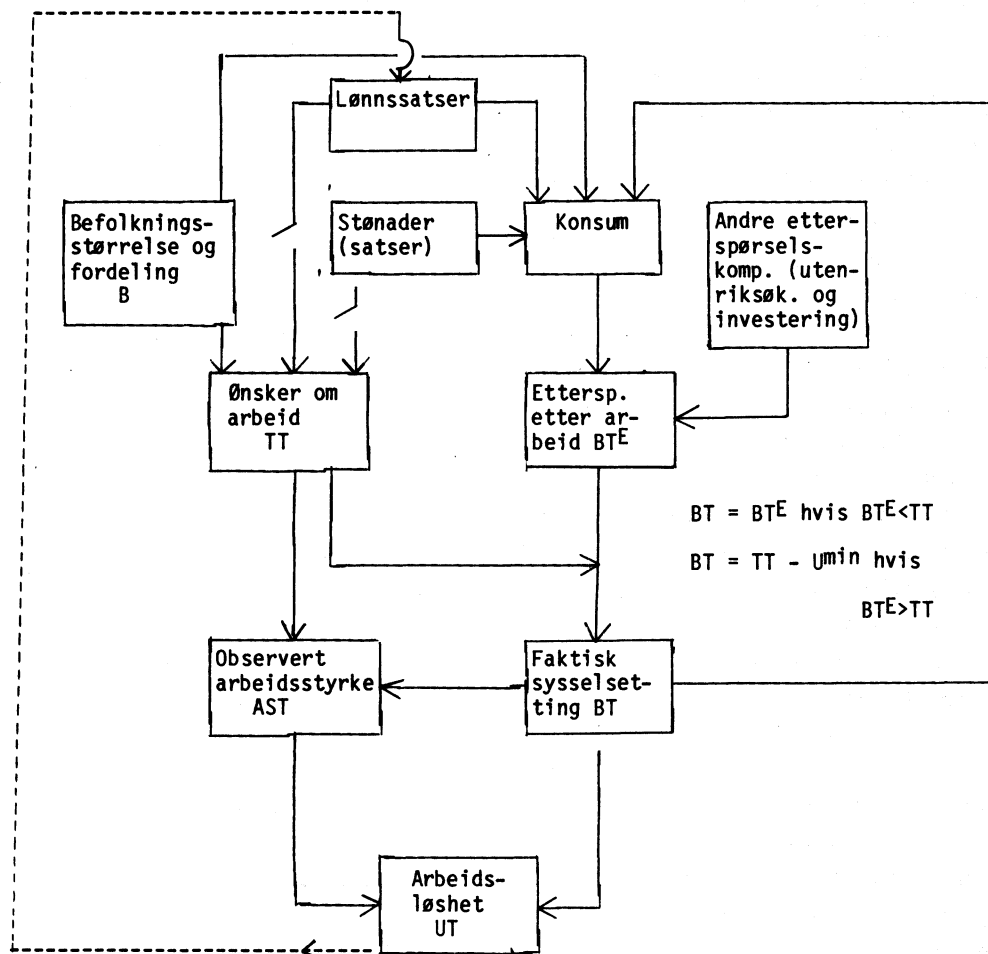 Lønnssatser
Befolknings-
størrelse og
fordeling
B
Stønader
(satser)
Konsum
Andre etter-
spørsels-
komp. (uten-
riksøk. og
investering)
Ønsker om
arbeid
TT
Ettersp.
etter ar-
beid BTᴱ
BT = BTᴱ hvis BTᴱ<TT
BT = TT - Uᵐⁱⁿ hvis
BTᴱ>TT
Observert
arbeidsstyrke
AST
Faktisk
sysselset-
ting BT
Arbeids-
løshet
UT